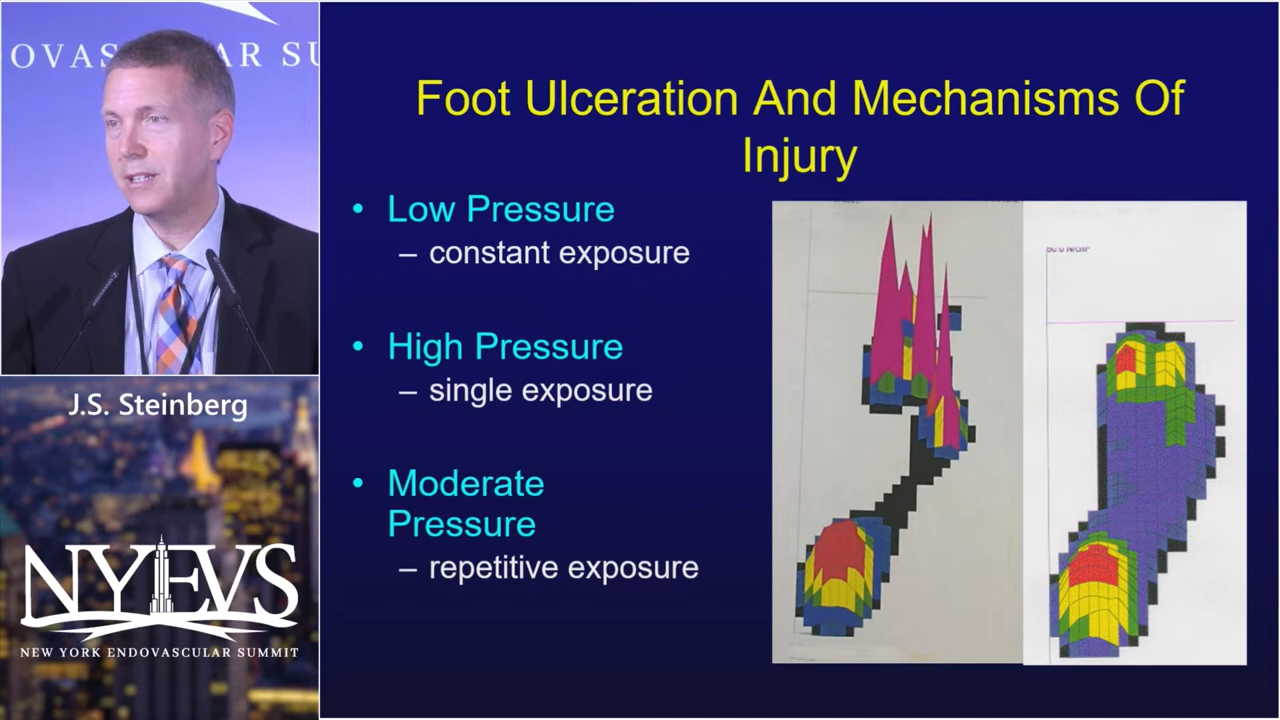 OVAS AR SU
Foot Ulceration And Mechanisms Of
Injury
• Low Pressure
– constant exposure
• High Pressure
– single exposure
• Moderate
Pressure
– repetitive exposure
J.S. Steinberg
NYEVS
NEW YORK ENDOVASCULAR SUMMIT